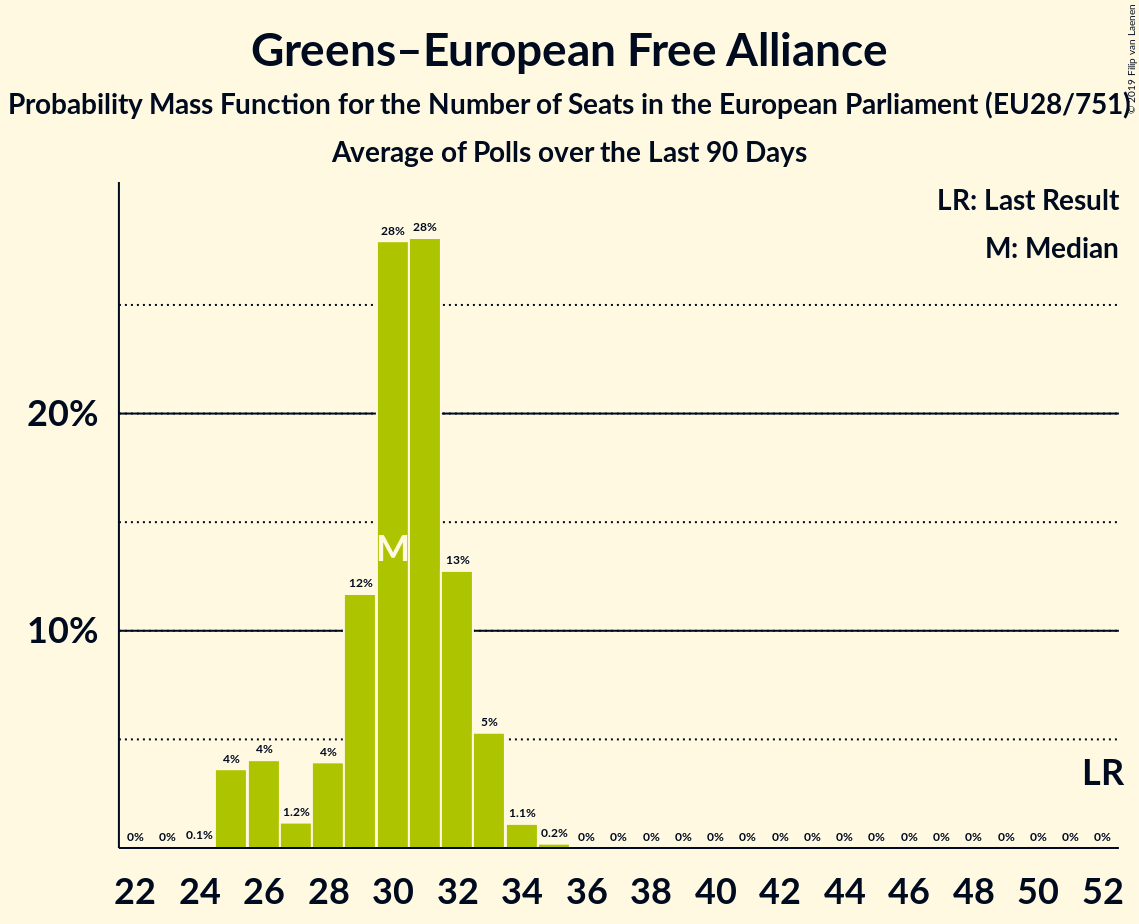 Greens–European Free Alliance
Probability Mass Function for the Number of Seats in the European Parliament (EU28/751)
Average of Polls over the Last 90 Days
© 2019 Filip van Laenen
LR: Last Result
M: Median
20%
10%
0% 0% 0.1% 4% 4% 1.2% 4% 12% 28% 28% 13% 5% 1.1% 0.2% 0% 0% 0% 0% 0% 0% 0% 0% 0% 0% 0% 0% 0% 0% 0% 0% 0%
M
LR
22 24 26 28 30 32 34 36 38 40 42 44 46 48 50 52